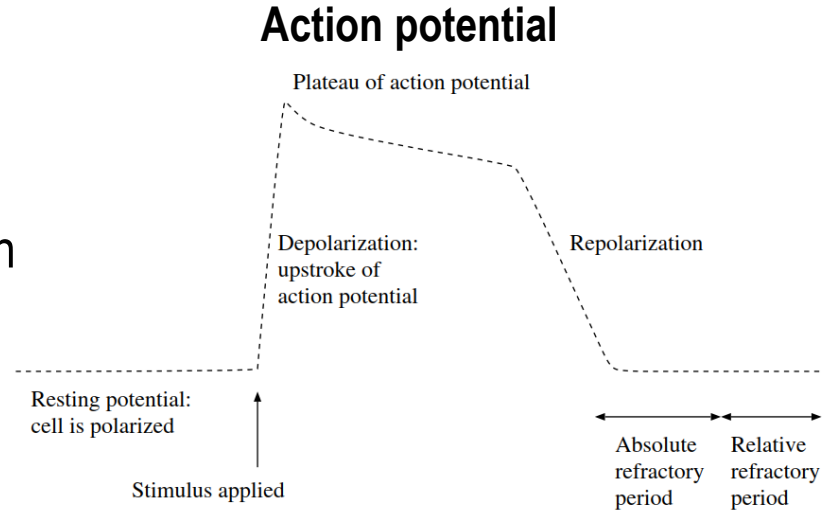 Action potential
Plateau of action potential
Depolarization:
upstroke of
action potential
Repolarization
Resting potential:
cell is polarized
Stimulus applied
Absolute
refractory
period
Relative
refractory
period